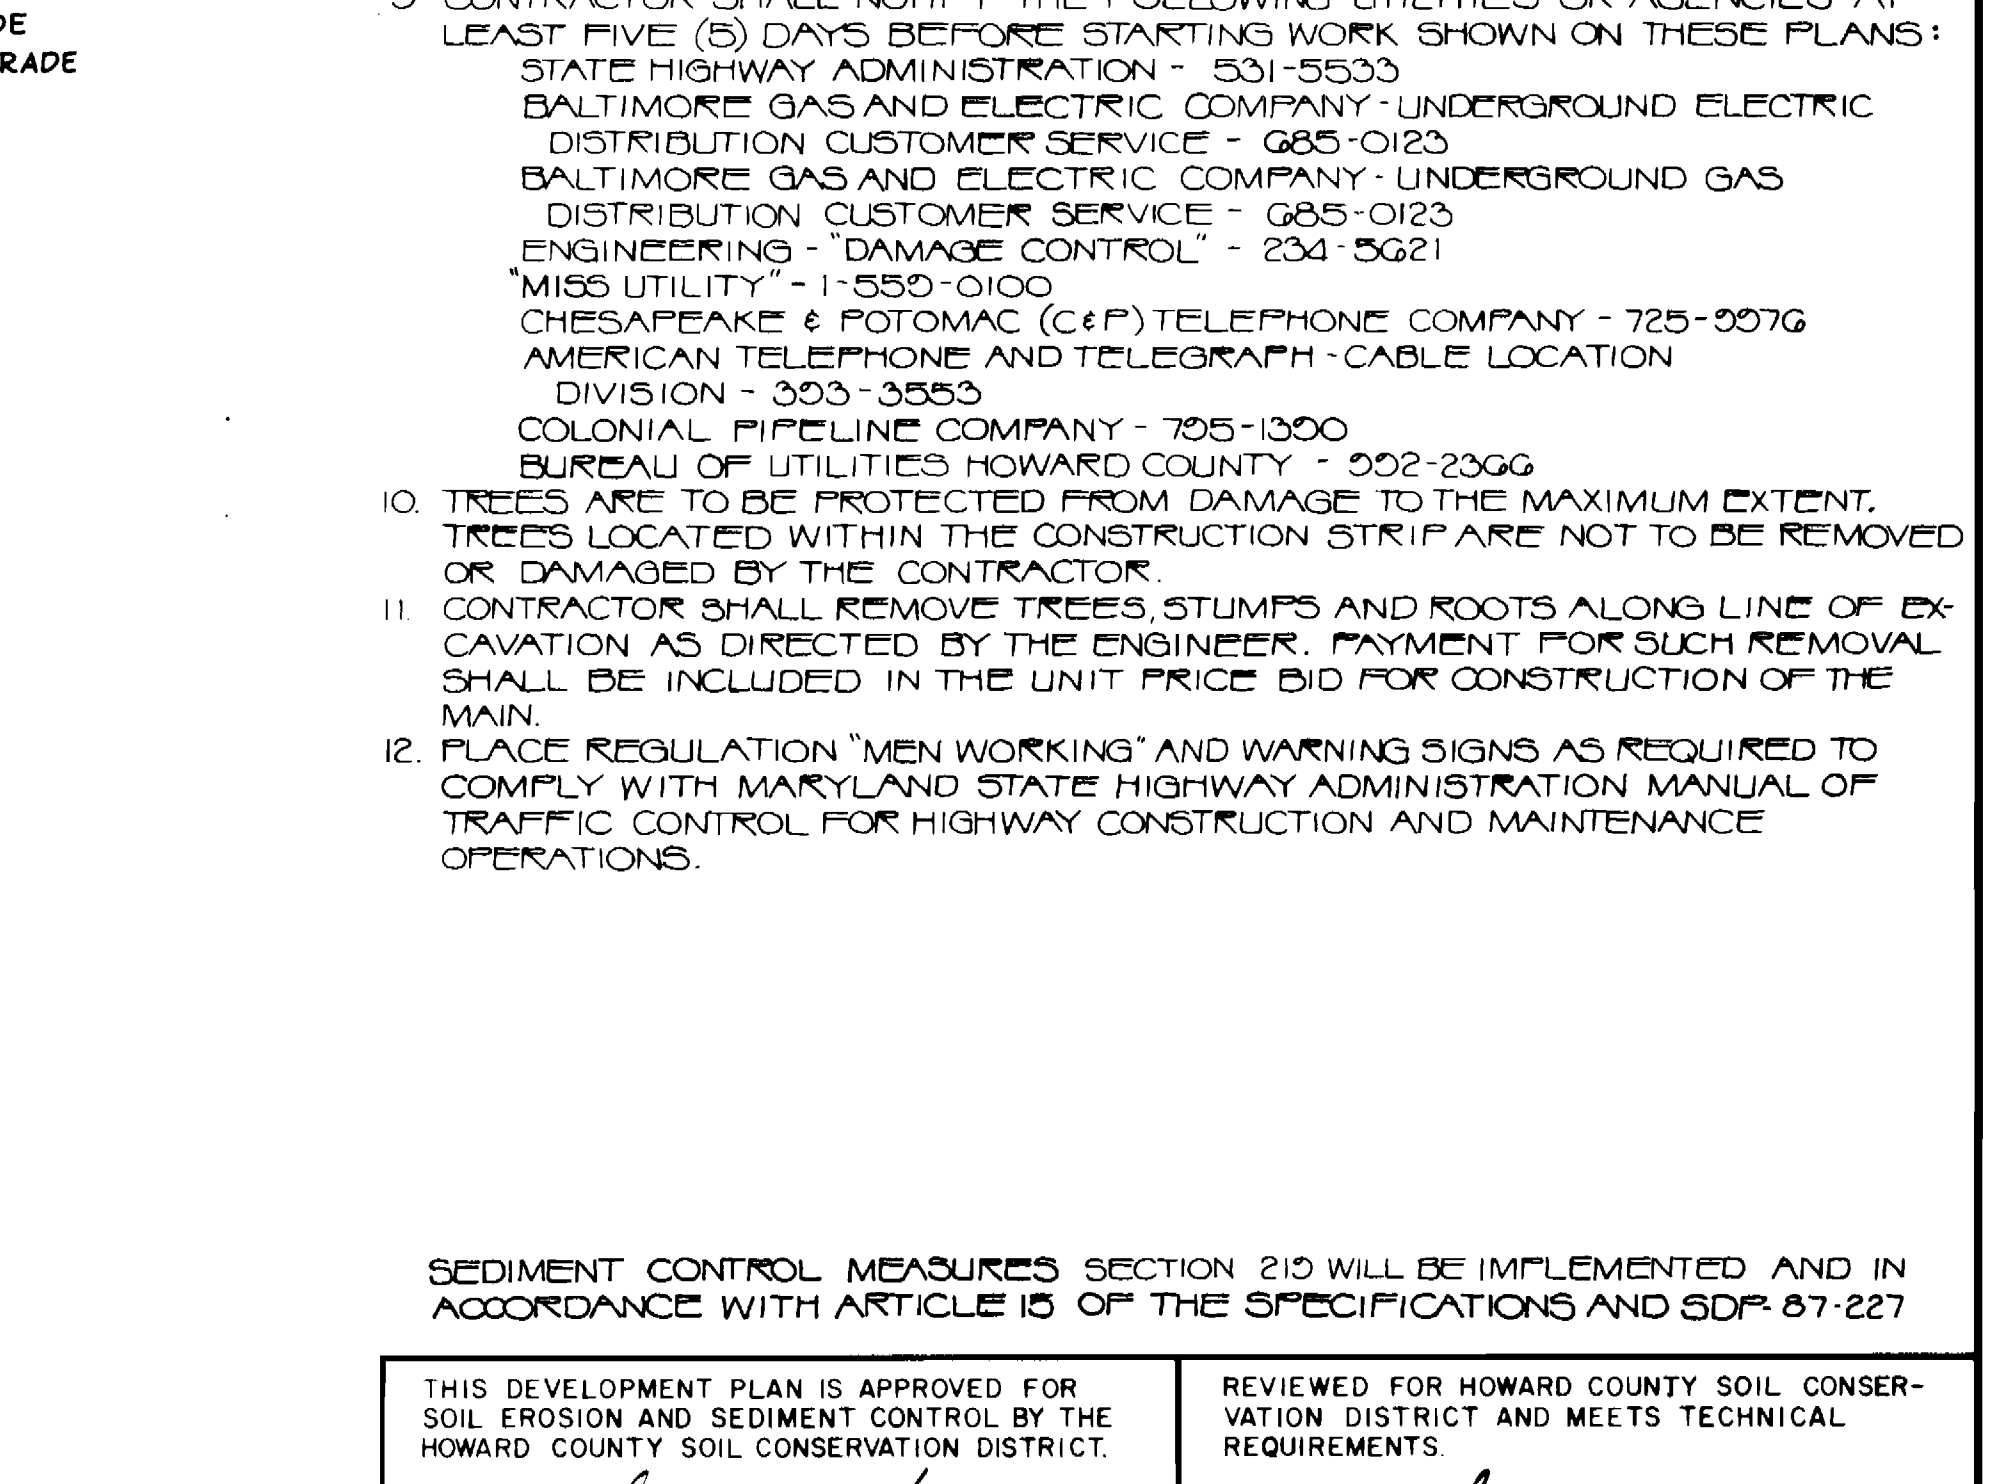 DE
RADE
9 CONTRACTOR SHALL NOTIFY THE FOLLOWING UTILITIES OR AGENCIES AT
LEAST FIVE (5) DAYS BEFORE STARTING WORK SHOWN ON THESE PLANS:
STATE HIGHWAY ADMINISTRATION - 531-5533
BALTIMORE GAS AND ELECTRIC COMPANY - UNDERGROUND ELECTRIC
DISTRIBUTION CUSTOMER SERVICE - 685-0123
BALTIMORE GAS AND ELECTRIC COMPANY - UNDERGROUND GAS
DISTRIBUTION CUSTOMER SERVICE - 685-0123
ENGINEERING - "DAMAGE CONTROL" - 234-5621
"MISS UTILITY" - 1-559-0100
CHESAPEAKE & POTOMAC (C&P) TELEPHONE COMPANY - 725-9976
AMERICAN TELEPHONE AND TELEGRAPH - CABLE LOCATION
DIVISION - 393-3553
COLONIAL PIPELINE COMPANY - 795-1390
BUREAU OF UTILITIES HOWARD COUNTY - 992-2366
10. TREES ARE TO BE PROTECTED FROM DAMAGE TO THE MAXIMUM EXTENT.
TREES LOCATED WITHIN THE CONSTRUCTION STRIP ARE NOT TO BE REMOVED
OR DAMAGED BY THE CONTRACTOR.
11. CONTRACTOR SHALL REMOVE TREES, STUMPS AND ROOTS ALONG LINE OF EX-
CAVATION AS DIRECTED BY THE ENGINEER. PAYMENT FOR SUCH REMOVAL
SHALL BE INCLUDED IN THE UNIT PRICE BID FOR CONSTRUCTION OF THE
MAIN.
12. PLACE REGULATION "MEN WORKING" AND WARNING SIGNS AS REQUIRED TO
COMPLY WITH MARYLAND STATE HIGHWAY ADMINISTRATION MANUAL OF
TRAFFIC CONTROL FOR HIGHWAY CONSTRUCTION AND MAINTENANCE
OPERATIONS.
SEDIMENT CONTROL MEASURES SECTION 219 WILL BE IMPLEMENTED AND IN
ACCORDANCE WITH ARTICLE 15 OF THE SPECIFICATIONS AND SDP-87-227
THIS DEVELOPMENT PLAN IS APPROVED FOR
SOIL EROSION AND SEDIMENT CONTROL BY THE
HOWARD COUNTY SOIL CONSERVATION DISTRICT.
REVIEWED FOR HOWARD COUNTY SOIL CONSER-
VATION DISTRICT AND MEETS TECHNICAL
REQUIREMENTS.